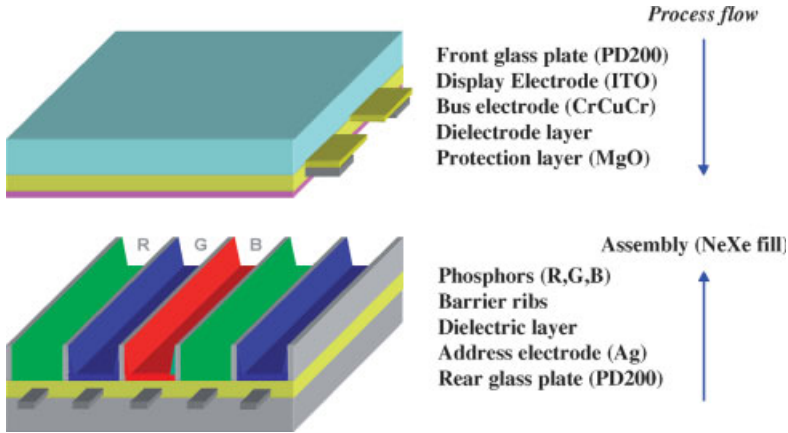 Process flow
Front glass plate (PD200)
Display Electrode (ITO)
Bus electrode (CrCuCr)
Dielectrode layer
Protection layer (MgO)
R G B
Assembly (NeXe fill)
Phosphors (R,G,B)
Barrier ribs
Dielectric layer
Address electrode (Ag)
Rear glass plate (PD200)